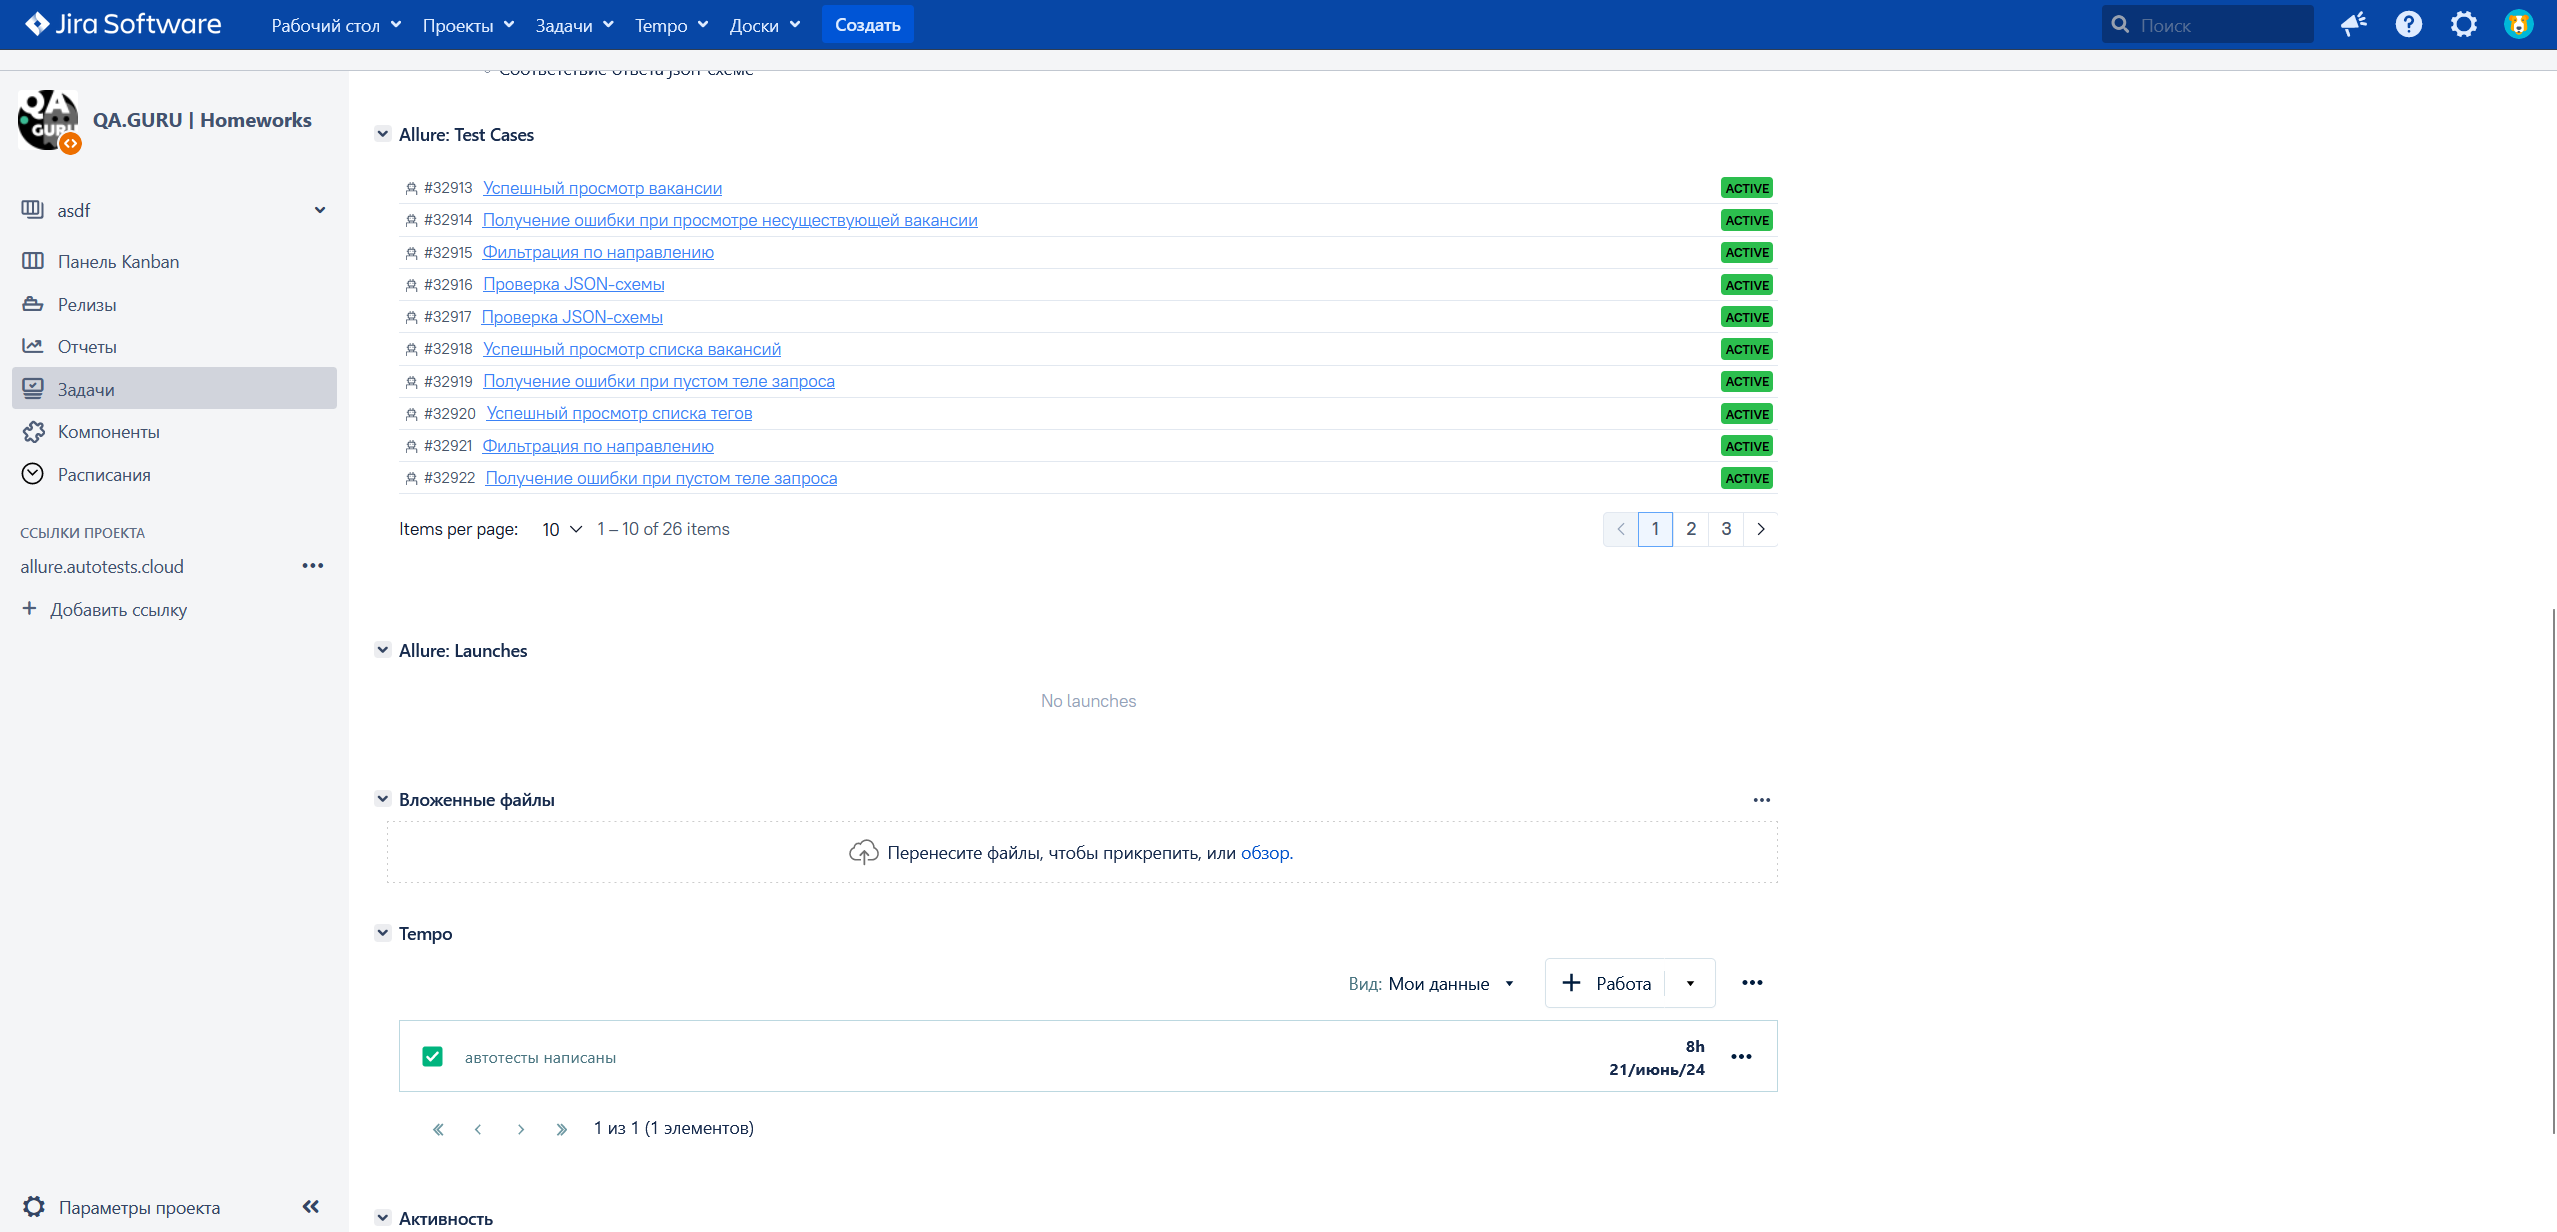 Jira Software
Рабочий стол
Проекты
Задачи
Tempo
Доски
Создать
Поиск
Соответствие ответа json-схеме
QA
GURU
QA.GURU | Homeworks
asdf
Панель Kanban
Релизы
Отчеты
Задачи
Компоненты
Расписания
ССЫЛКИ ПРОЕКТА
allure.autotests.cloud
Добавить ссылку
Параметры проекта
Allure: Test Cases
#32913 Успешный просмотр вакансии ACTIVE
#32914 Получение ошибки при просмотре несуществующей вакансии ACTIVE
#32915 Фильтрация по направлению ACTIVE
#32916 Проверка JSON-схемы ACTIVE
#32917 Проверка JSON-схемы ACTIVE
#32918 Успешный просмотр списка вакансий ACTIVE
#32919 Получение ошибки при пустом теле запроса ACTIVE
#32920 Успешный просмотр списка тегов ACTIVE
#32921 Фильтрация по направлению ACTIVE
#32922 Получение ошибки при пустом теле запроса ACTIVE
Items per page: 10 1 – 10 of 26 items 1 2 3
Allure: Launches
No launches
Вложенные файлы
Перенесите файлы, чтобы прикрепить, или обзор.
Tempo
Вид: Мои данные
Работа
автотесты написаны
8h
21/июнь/24
1 из 1 (1 элементов)
Активность